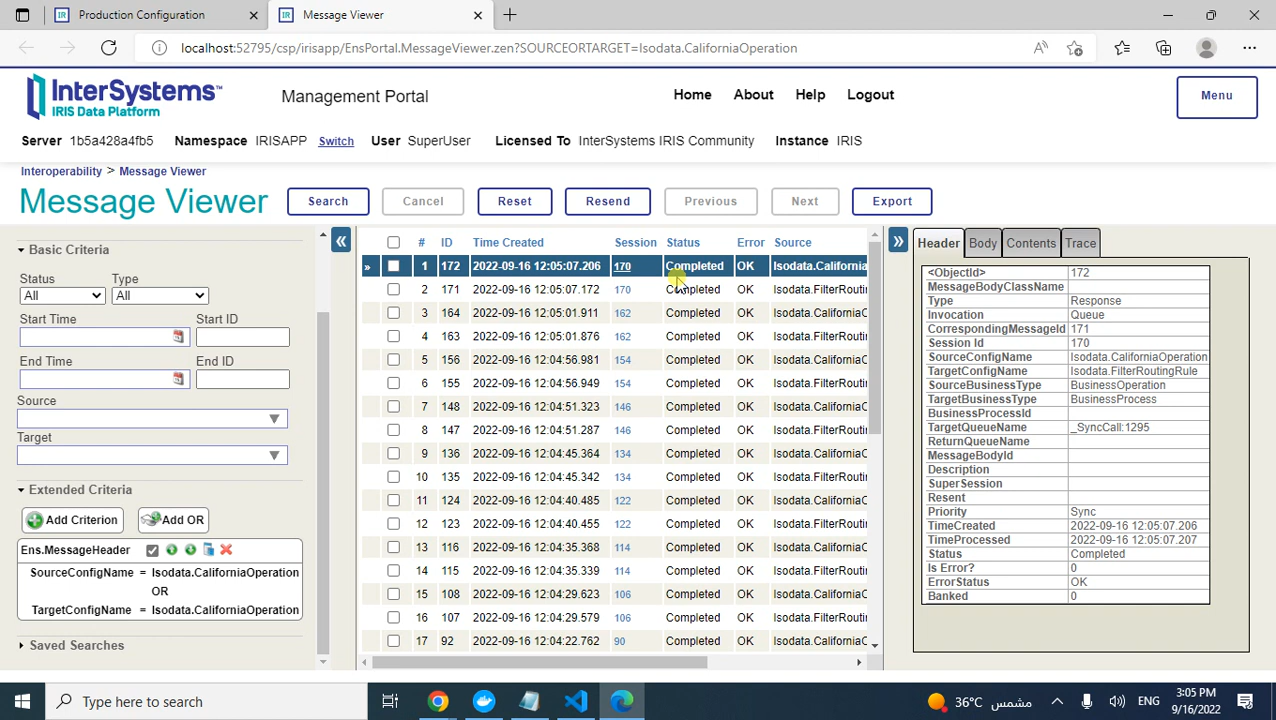 Production Configuration
Message Viewer
localhost:52795/csp/irisapp/EnsPortal.MessageViewer.zen?SOURCEORTARGET=Isodata.CaliforniaOperation
InterSystems™
IRIS Data Platform
Management Portal
Home About Help Logout
Menu
Server 1b5a428a4fb5 Namespace IRISAPP Switch User SuperUser Licensed To InterSystems IRIS Community Instance IRIS
Interoperability > Message Viewer
Message Viewer
Search Cancel Reset Resend Previous Next Export
Basic Criteria
Status Type
All All
Start Time Start ID
End Time End ID
Source
Target
Extended Criteria
Add Criterion Add OR
Ens.MessageHeader
SourceConfigName = Isodata.CaliforniaOperation
OR
TargetConfigName = Isodata.CaliforniaOperation
Saved Searches
# ID Time Created Session Status Error Source
» 1 172 2022-09-16 12:05:07.206 170 Completed OK Isodata.California
2 171 2022-09-16 12:05:07.172 170 Completed OK Isodata.FilterRouti
3 164 2022-09-16 12:05:01.911 162 Completed OK Isodata.CaliforniaC
4 163 2022-09-16 12:05:01.876 162 Completed OK Isodata.FilterRouti
5 156 2022-09-16 12:04:56.981 154 Completed OK Isodata.CaliforniaC
6 155 2022-09-16 12:04:56.949 154 Completed OK Isodata.FilterRouti
7 148 2022-09-16 12:04:51.323 146 Completed OK Isodata.CaliforniaC
8 147 2022-09-16 12:04:51.287 146 Completed OK Isodata.FilterRouti
9 136 2022-09-16 12:04:45.364 134 Completed OK Isodata.CaliforniaC
10 135 2022-09-16 12:04:45.342 134 Completed OK Isodata.FilterRouti
11 124 2022-09-16 12:04:40.485 122 Completed OK Isodata.CaliforniaC
12 123 2022-09-16 12:04:40.455 122 Completed OK Isodata.FilterRouti
13 116 2022-09-16 12:04:35.368 114 Completed OK Isodata.CaliforniaC
14 115 2022-09-16 12:04:35.339 114 Completed OK Isodata.FilterRouti
15 108 2022-09-16 12:04:29.623 106 Completed OK Isodata.CaliforniaC
16 107 2022-09-16 12:04:29.579 106 Completed OK Isodata.FilterRouti
17 92 2022-09-16 12:04:22.762 90 Completed OK Isodata.CaliforniaC
Header Body Contents Trace
<ObjectId> 172
MessageBodyClassName
Type Response
Invocation Queue
CorrespondingMessageId 171
Session Id 170
SourceConfigName Isodata.CaliforniaOperation
TargetConfigName Isodata.FilterRoutingRule
SourceBusinessType BusinessOperation
TargetBusinessType BusinessProcess
BusinessProcessId
TargetQueueName _SyncCall:1295
ReturnQueueName
MessageBodyId
Description
SuperSession
Resent
Priority Sync
TimeCreated 2022-09-16 12:05:07.206
TimeProcessed 2022-09-16 12:05:07.207
Status Completed
Is Error? 0
ErrorStatus OK
Banked 0
Type here to search
36°C مشمس
ENG
3:05 PM
9/16/2022